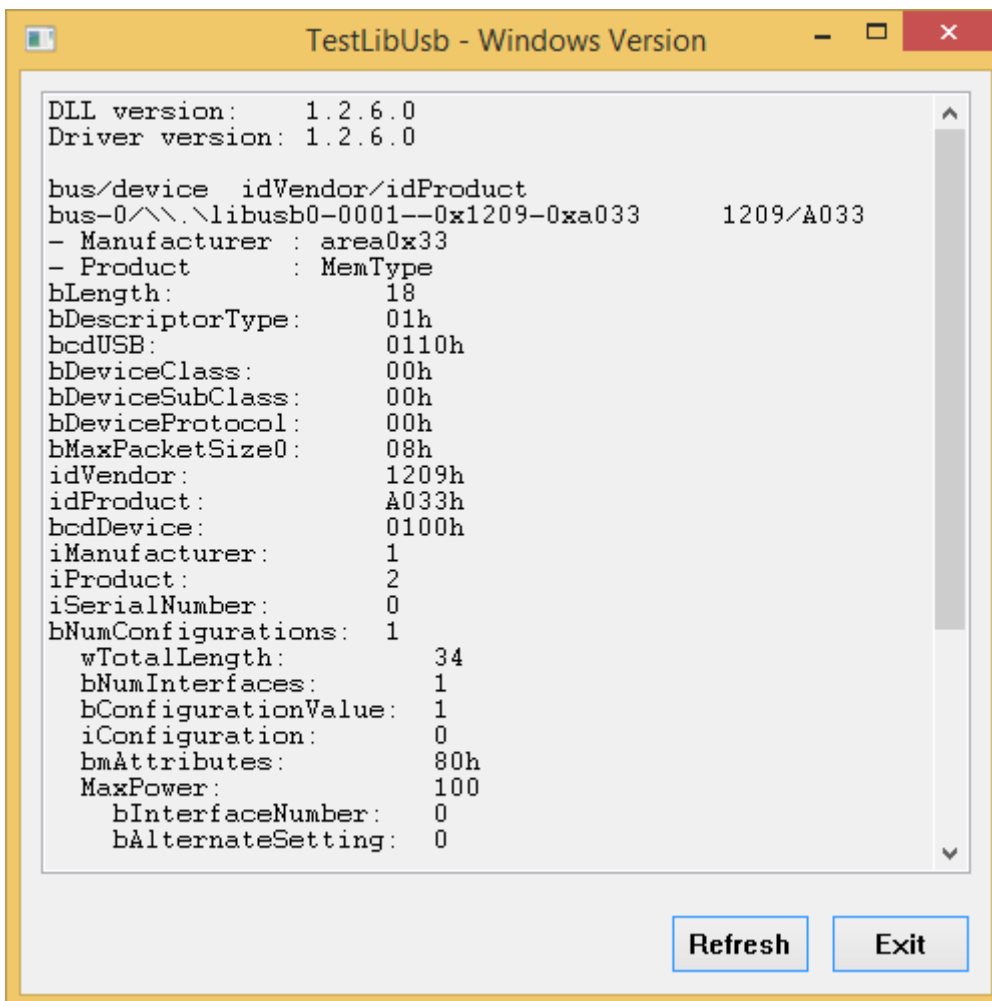 TestLibUsb - Windows Version
DLL version:     1.2.6.0
Driver version: 1.2.6.0
bus/device  idVendor/idProduct
bus-0/\\.\libusb0-0001--0x1209-0xa033     1209/A033
- Manufacturer : area0x33
- Product      : MemType
bLength:             18
bDescriptorType:     01h
bcdUSB:              0110h
bDeviceClass:        00h
bDeviceSubClass:     00h
bDeviceProtocol:     00h
bMaxPacketSize0:     08h
idVendor:            1209h
idProduct:           A033h
bcdDevice:           0100h
iManufacturer:       1
iProduct:            2
iSerialNumber:       0
bNumConfigurations:  1
  wTotalLength:         34
  bNumInterfaces:       1
  bConfigurationValue:  1
  iConfiguration:       0
  bmAttributes:         80h
  MaxPower:             100
    bInterfaceNumber:   0
    bAlternateSetting:  0
Refresh Exit